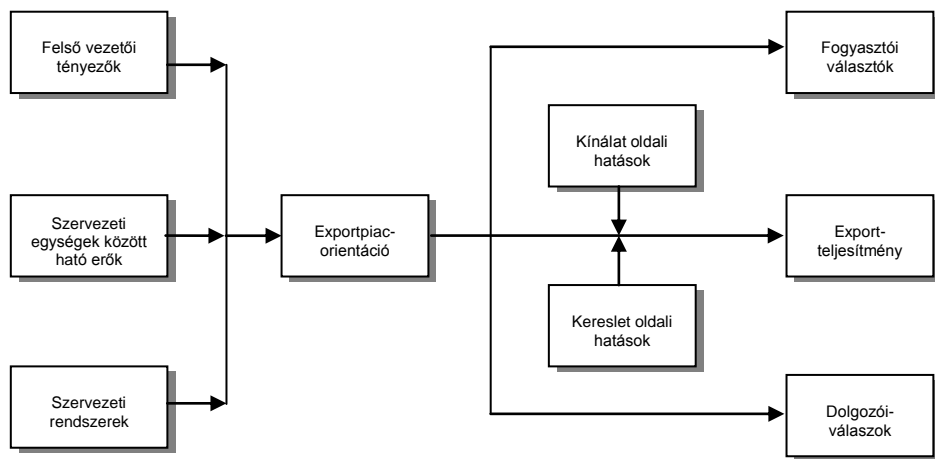 Felső vezetői
tényezők
Szervezeti
egységek között
ható erők
Szervezeti
rendszerek
Exportpiac-
orientáció
Kínálat oldali
hatások
Kereslet oldali
hatások
Fogyasztói
választók
Export-
teljesítmény
Dolgozói-
válaszok